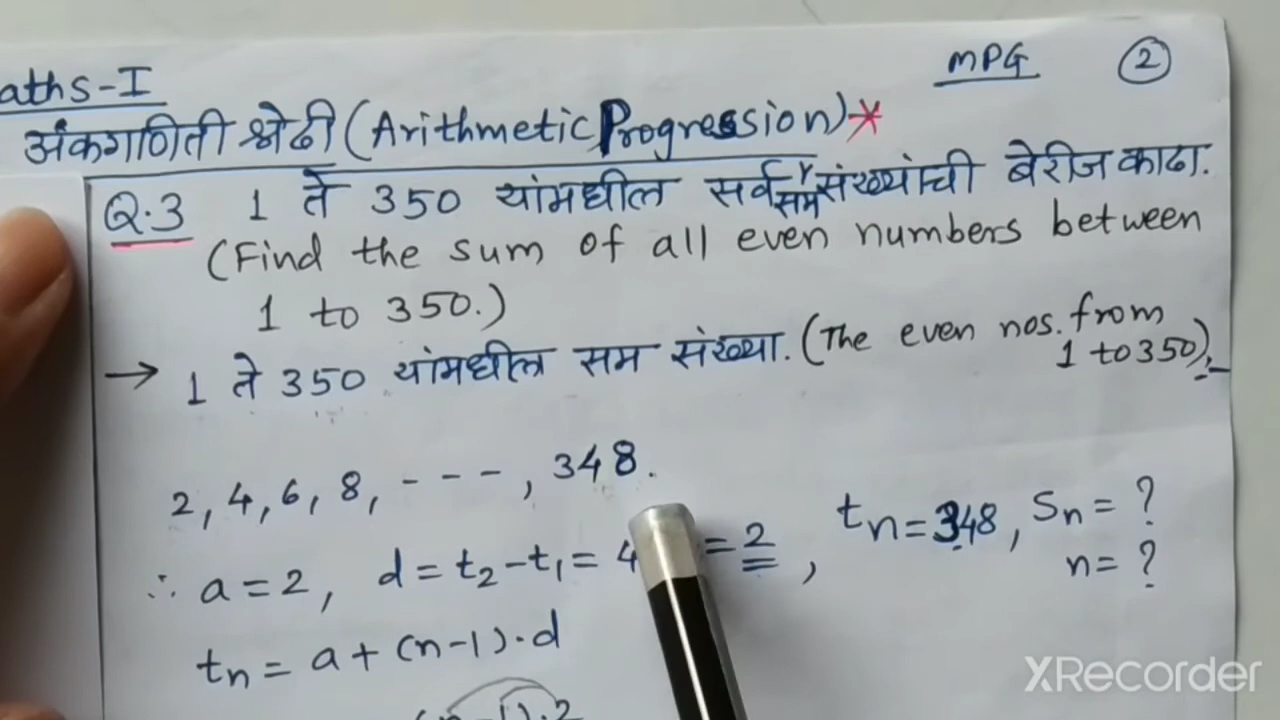 aths-I
MPG 2
अंकगणिती श्रेढी (Arithmetic Progression)*
Q.3 1 ते 350 यांमधील सर्व सम संख्यांची बेरीज काढा.
(Find the sum of all even numbers between
1 to 350.)
→ 1 ते 350 यांमधील सम संख्या. (The even nos. from
1 to 350),
2, 4, 6, 8, - - - , 348.
∴ a = 2, d = t₂ - t₁ = 4 = 2 , tn = 348, Sn = ?
n = ?
tn = a + (n-1)·d
(n-1)·2
XRecorder